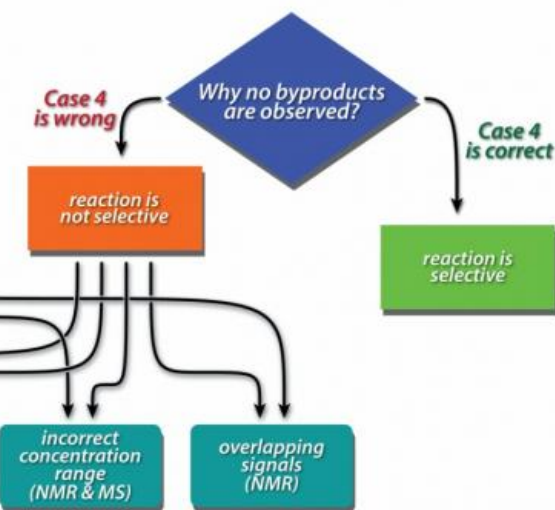 Why no byproducts
are observed?
Case 4
is wrong
Case 4
is correct
reaction is
not selective
reaction is
selective
incorrect
concentration
range
(NMR & MS)
overlapping
signals
(NMR)